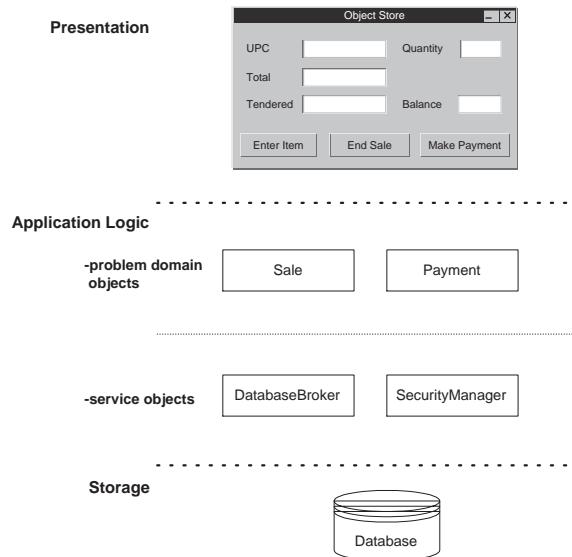 Presentation
Object Store
UPC
Quantity
Total
Tendered
Balance
Enter Item
End Sale
Make Payment
Application Logic
-problem domain
objects
Sale
Payment
-service objects
DatabaseBroker
SecurityManager
Storage
Database